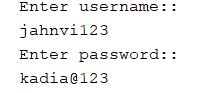 Enter username::
jahnvi123
Enter password::
kadia@123